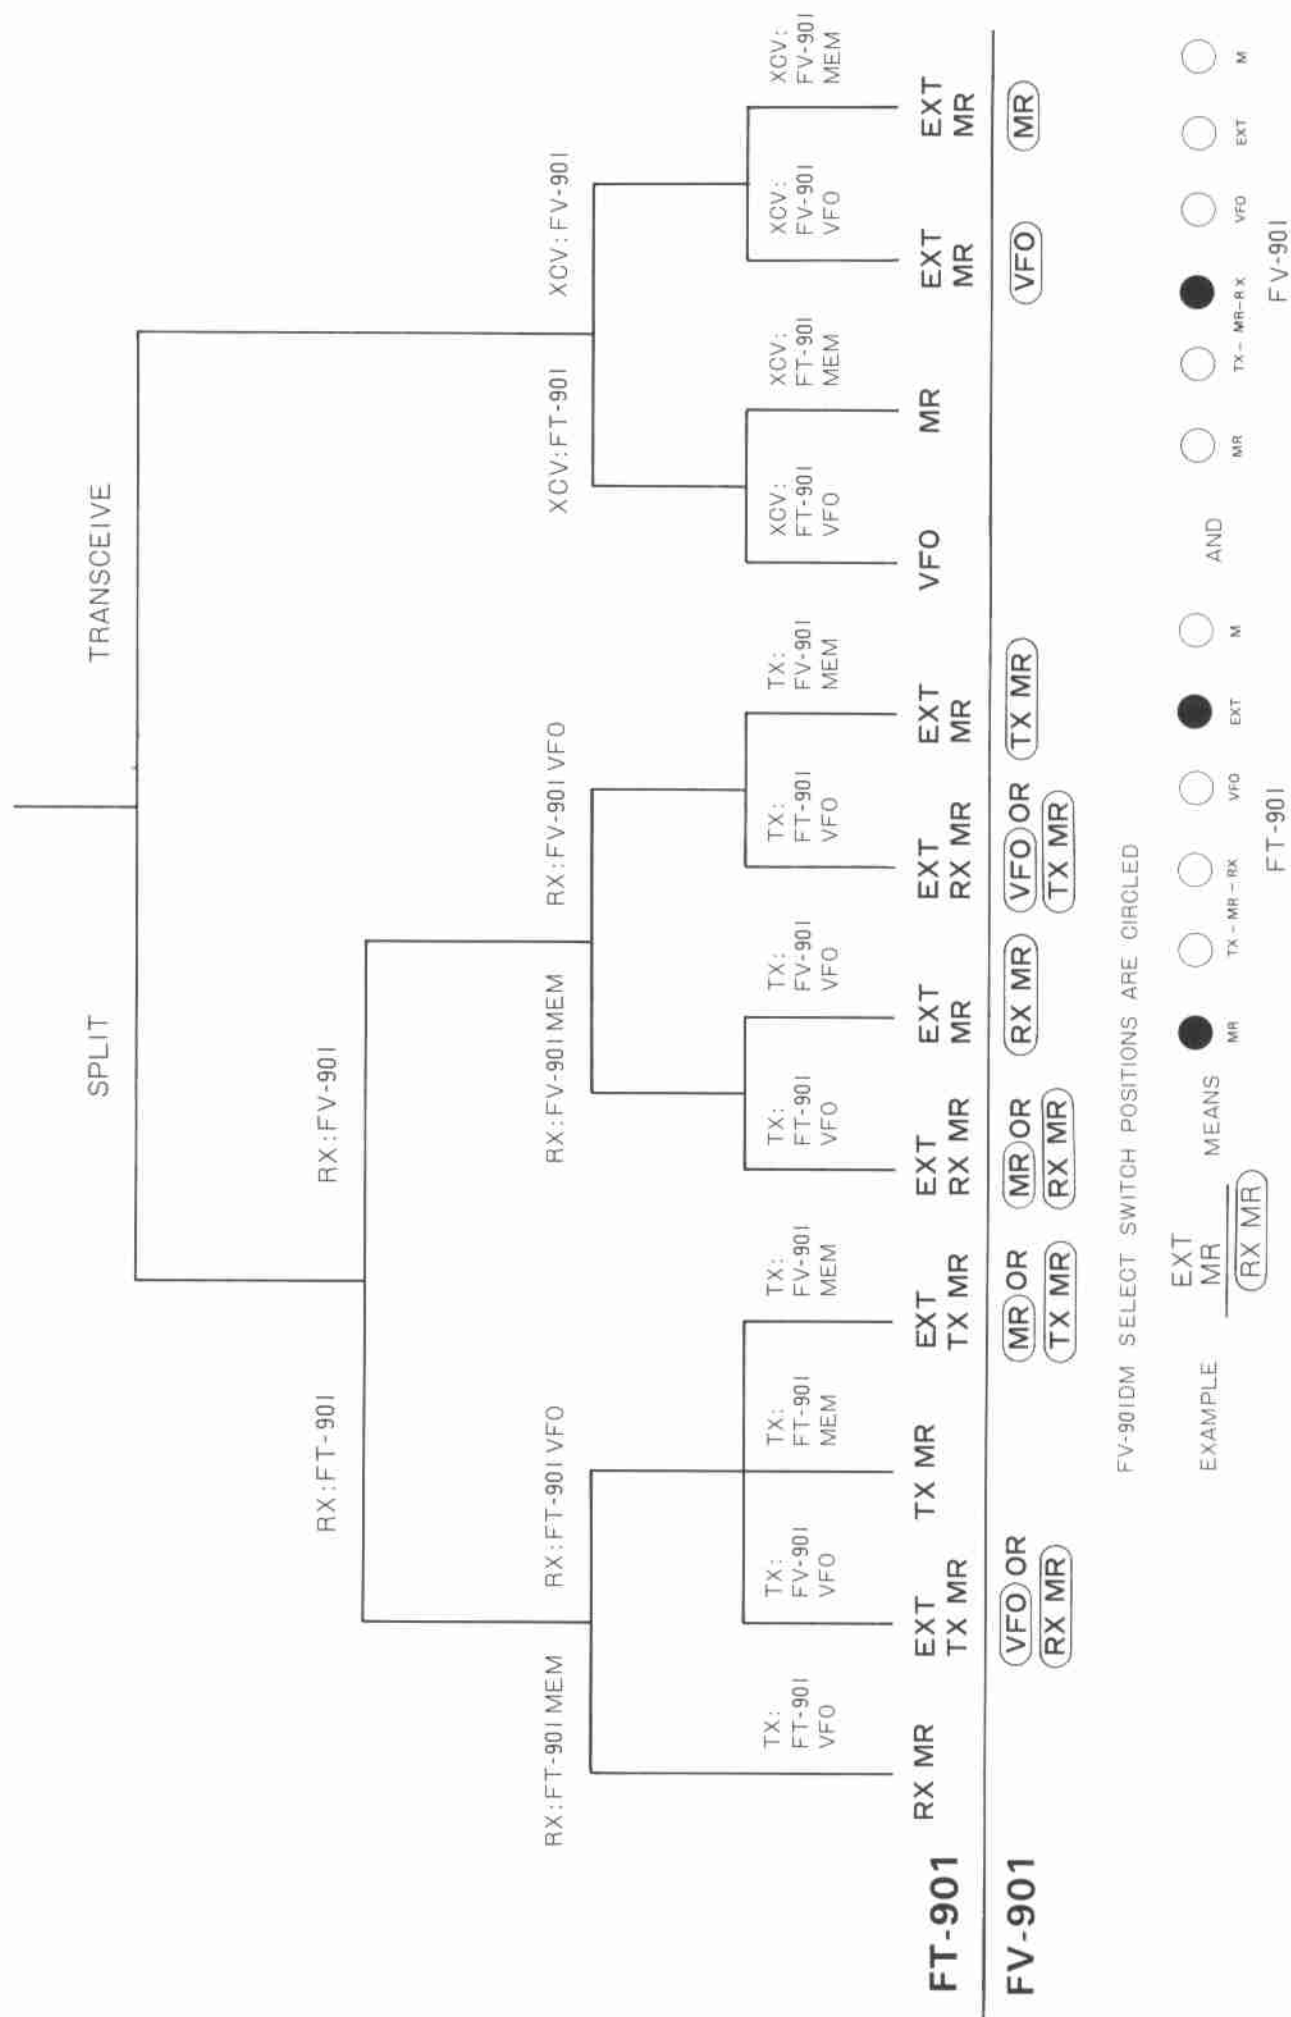 SPLIT
TRANSCEIVE
RX:FT-901
RX:FV-901
RX:FT-901 MEM
RX:FT-901 VFO
RX:FV-901 MEM
RX:FV-901 VFO
XCV:FT-901
XCV:FV-901
TX:
FT-901
VFO
TX:
FV-901
VFO
TX:
FT-901
MEM
TX:
FV-901
MEM
TX:
FT-901
VFO
TX:
FV-901
VFO
TX:
FT-901
VFO
TX:
FV-901
MEM
XCV:
FT-901
VFO
XCV:
FT-901
MEM
XCV:
FV-901
VFO
XCV:
FV-901
MEM
FT-901
RX MR
EXT
TX MR
TX MR
EXT
TX MR
EXT
RX MR
EXT
MR
EXT
RX MR
EXT
MR
VFO
MR
EXT
MR
EXT
MR
FV-901
VFO OR
RX MR
MR OR
TX MR
MR OR
RX MR
RX MR
VFO OR
TX MR
TX MR
VFO
MR
FV-901DM SELECT SWITCH POSITIONS ARE CIRCLED
EXAMPLE
EXT
MR
RX MR
MEANS
MR
TX - MR - RX
VFO
EXT
M
FT-901
AND
MR
TX - MR-RX
VFO
EXT
M
FV-901